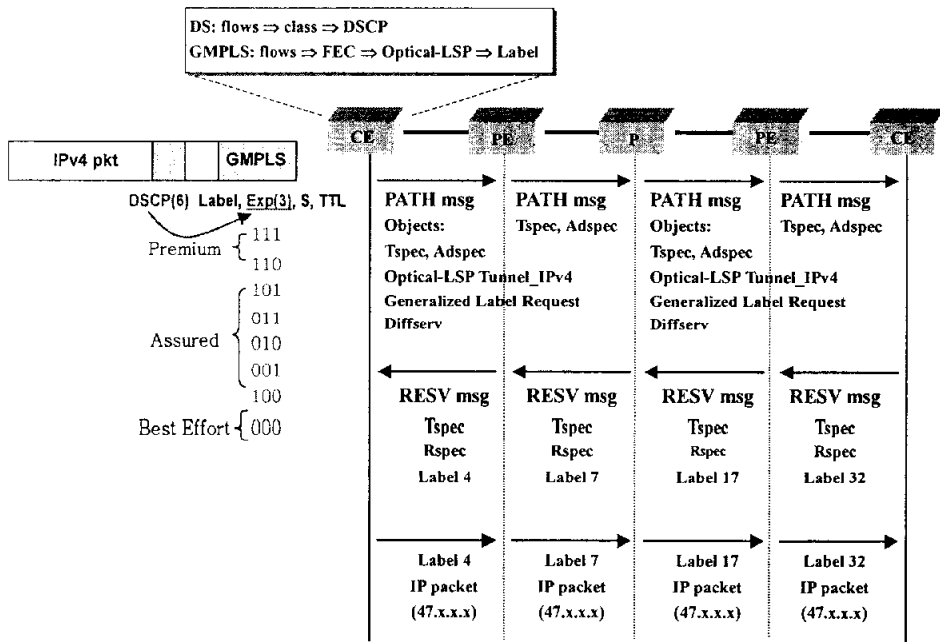 DS: flows ⇒ class ⇒ DSCP
GMPLS: flows ⇒ FEC ⇒ Optical-LSP ⇒ Label
CE PE P PE CE
IPv4 pkt GMPLS
DSCP(6) Label, Exp(3), S, TTL
Premium
111
110
Assured
101
011
010
001
100
Best Effort
000
PATH msg
Objects:
Tspec, Adspec
Optical-LSP Tunnel_IPv4
Generalized Label Request
Diffserv
PATH msg
Tspec, Adspec
PATH msg
Objects:
Tspec, Adspec
Optical-LSP Tunnel_IPv4
Generalized Label Request
Diffserv
PATH msg
Tspec, Adspec
RESV msg
Tspec
Rspec
Label 4
RESV msg
Tspec
Rspec
Label 7
RESV msg
Tspec
Rspec
Label 17
RESV msg
Tspec
Rspec
Label 32
Label 4
IP packet
(47.x.x.x)
Label 7
IP packet
(47.x.x.x)
Label 17
IP packet
(47.x.x.x)
Label 32
IP packet
(47.x.x.x)